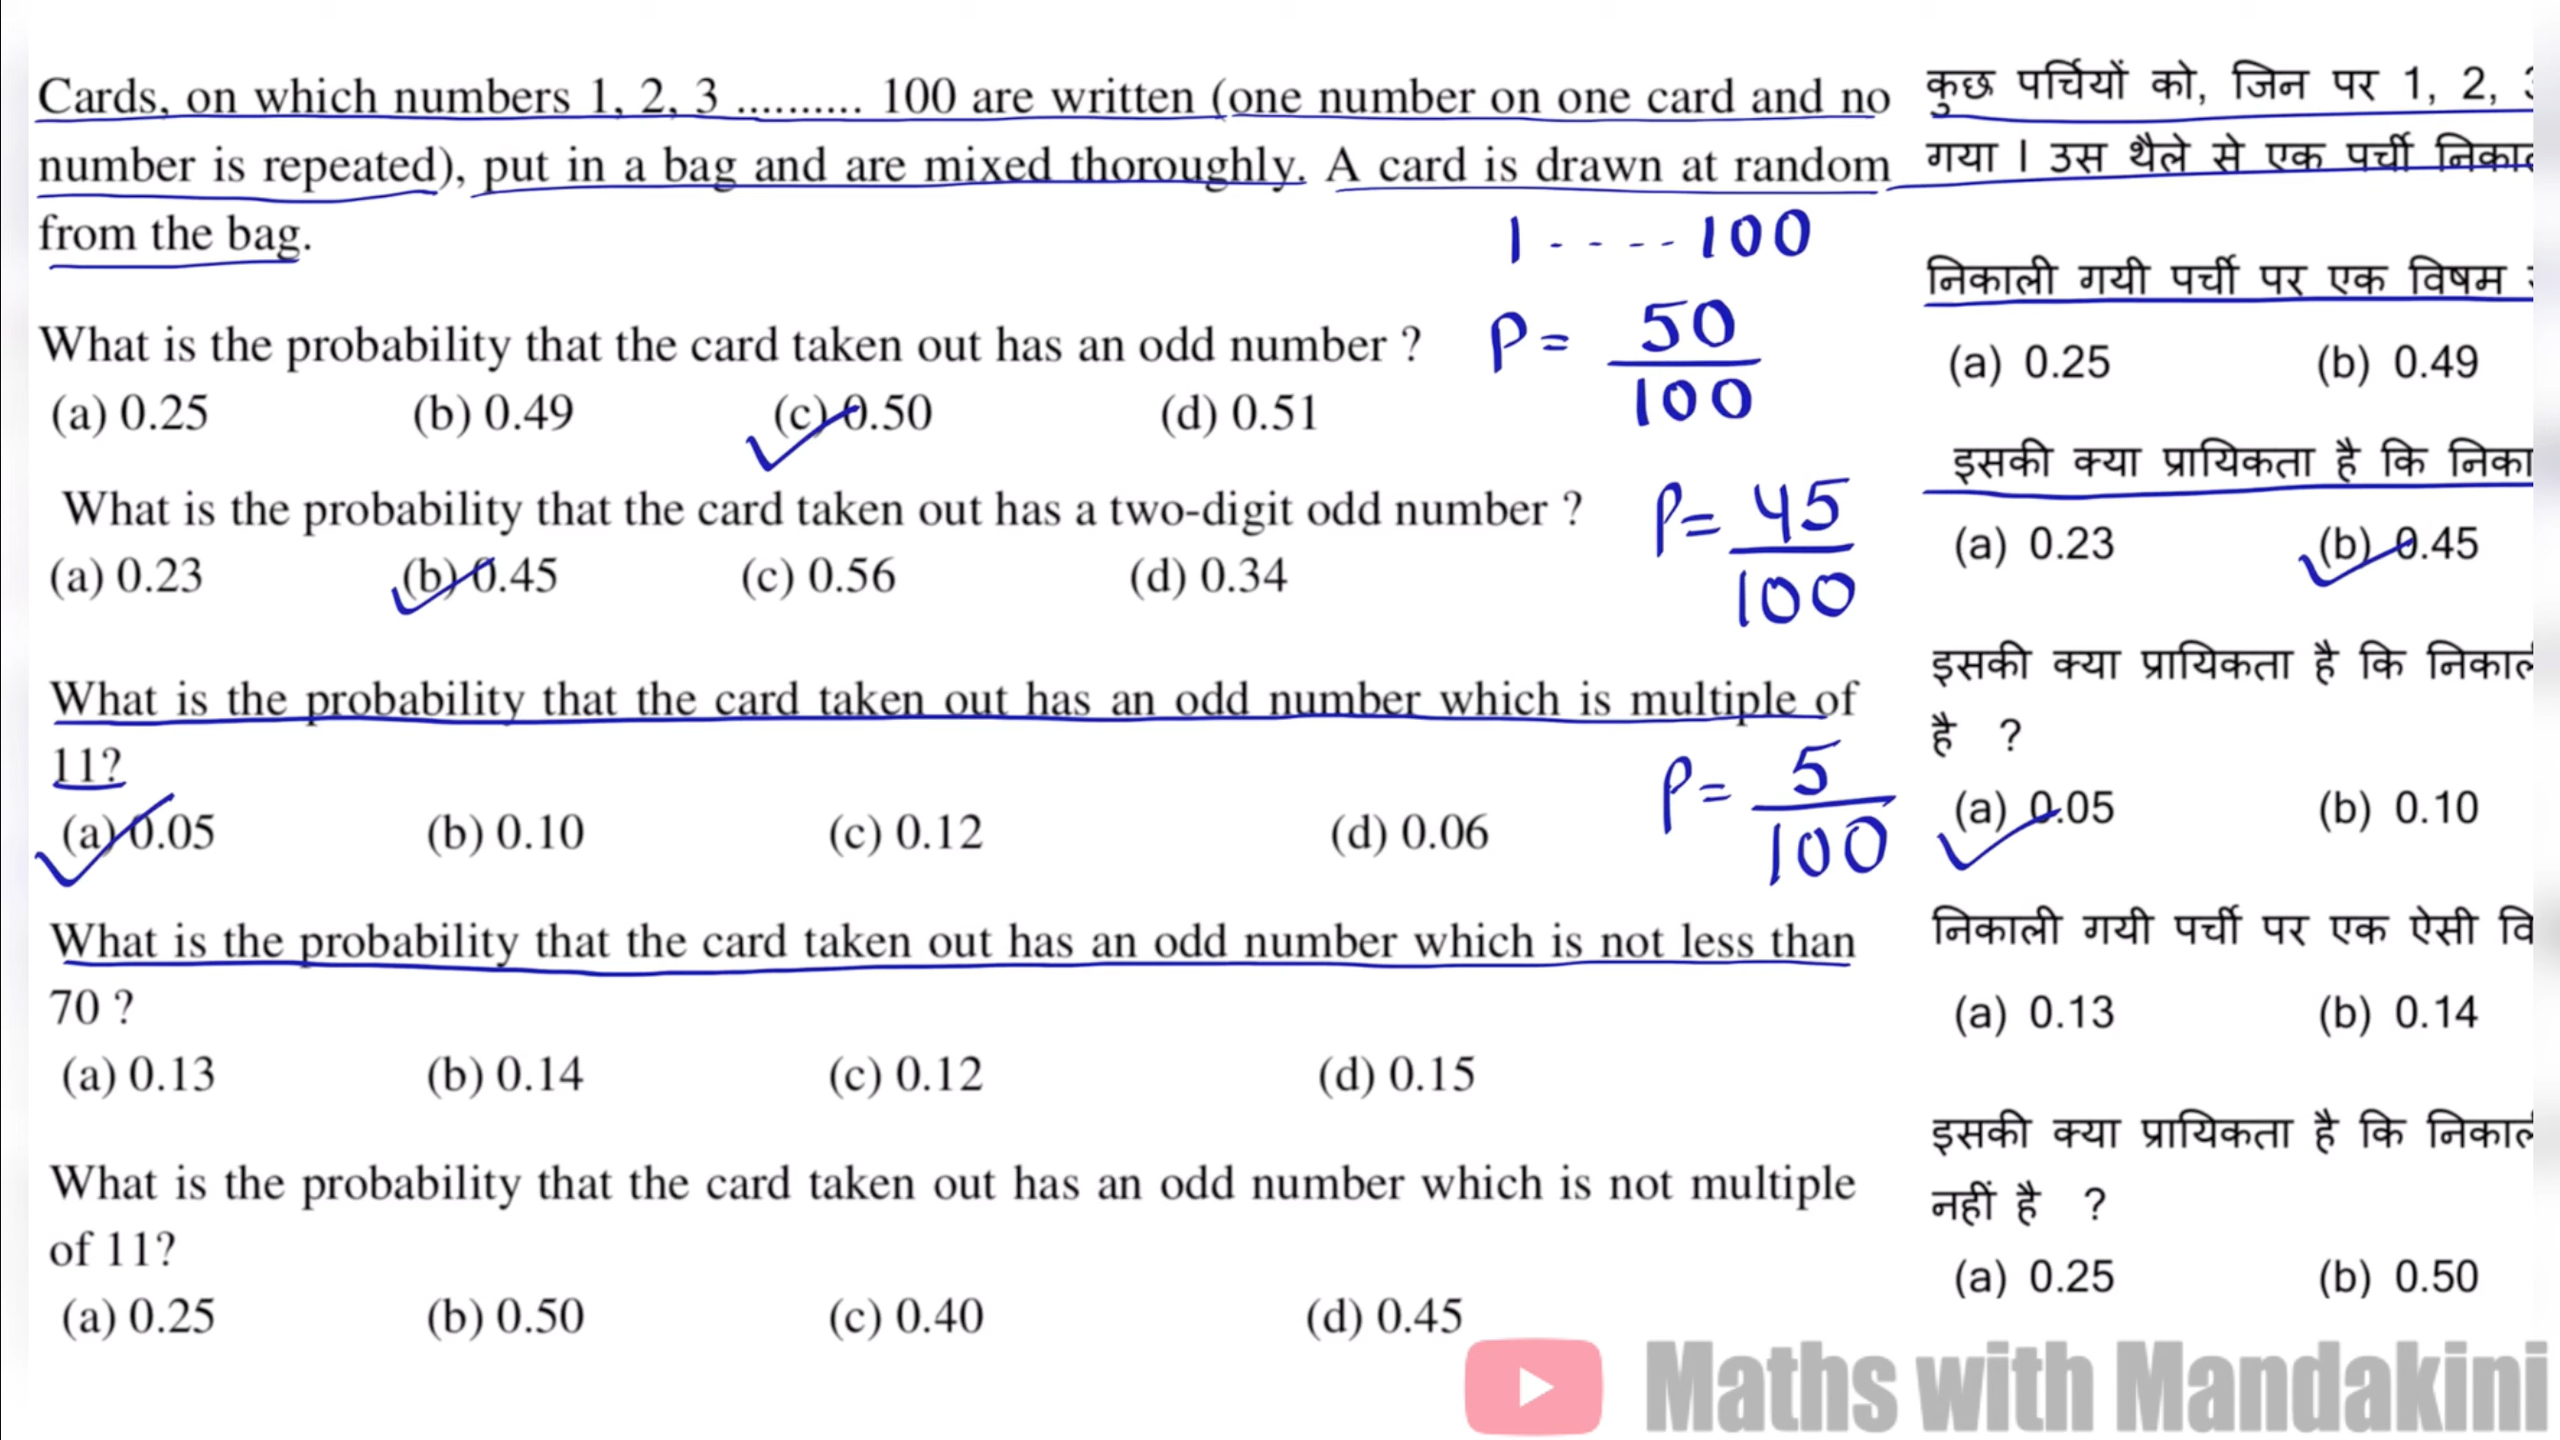 Cards, on which numbers 1, 2, 3 .......... 100 are written (one number on one card and no
number is repeated), put in a bag and are mixed thoroughly. A card is drawn at random
from the bag.
1 - - - - 100
What is the probability that the card taken out has an odd number ?
P = 50
100
(a) 0.25 (b) 0.49 (c) 0.50 (d) 0.51
What is the probability that the card taken out has a two-digit odd number ?
P = 45
100
(a) 0.23 (b) 0.45 (c) 0.56 (d) 0.34
What is the probability that the card taken out has an odd number which is multiple of
11?
P = 5
100
(a) 0.05 (b) 0.10 (c) 0.12 (d) 0.06
What is the probability that the card taken out has an odd number which is not less than
70 ?
(a) 0.13 (b) 0.14 (c) 0.12 (d) 0.15
What is the probability that the card taken out has an odd number which is not multiple
of 11?
(a) 0.25 (b) 0.50 (c) 0.40 (d) 0.45
कुछ पर्चियों को, जिन पर 1, 2,
गया । उस थैले से एक पर्ची
निकाली गयी पर्ची पर एक विषम
(a) 0.25 (b) 0.49
इसकी क्या प्रायिकता है कि
(a) 0.23 (b) 0.45
इसकी क्या प्रायिकता है कि
है ?
(a) 0.05 (b) 0.10
निकाली गयी पर्ची पर एक ऐसी
(a) 0.13 (b) 0.14
इसकी क्या प्रायिकता है कि
नहीं है ?
(a) 0.25 (b) 0.50
Maths with Mandakini